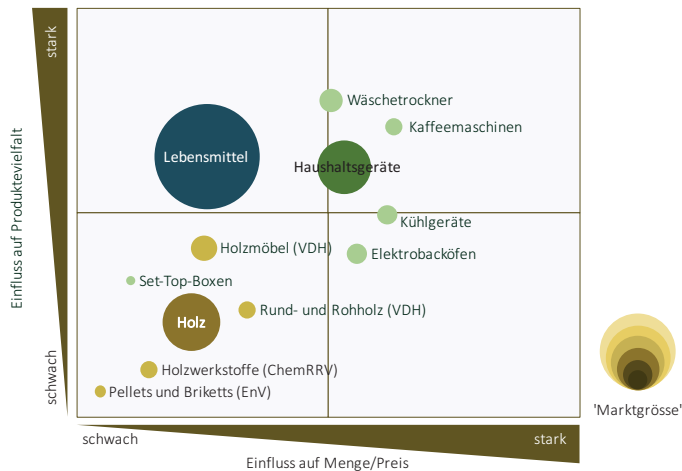 stark
Einfluss auf Produktevielfalt
schwach
Wäschetrockner
Kaffeemaschinen
Lebensmittel
Haushaltsgeräte
Kühlgeräte
Holzmöbel (VDH)
Elektrobacköfen
Set-Top-Boxen
Rund- und Rohholz (VDH)
Holz
Holzwerkstoffe (ChemRRV)
Pellets und Briketts (EnV)
'Marktgrösse'
schwach
stark
Einfluss auf Menge/Preis